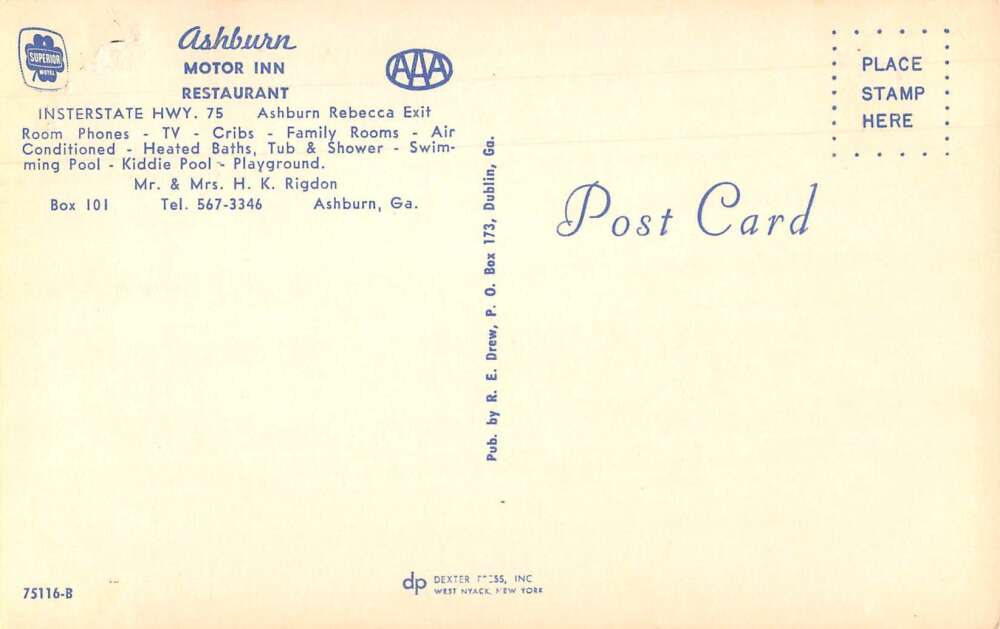 SUPERIOR
MOTEL
Ashburn
MOTOR INN
RESTAURANT
AAA
INSTERSTATE HWY. 75 Ashburn Rebecca Exit
Room Phones - TV - Cribs - Family Rooms - Air
Conditioned - Heated Baths, Tub & Shower - Swim-
ming Pool - Kiddie Pool - Playground.
Mr. & Mrs. H. K. Rigdon
Box 101 Tel. 567-3346 Ashburn, Ga.
Pub. by R. E. Drew, P. O. Box 173, Dublin, Ga.
PLACE
STAMP
HERE
Post Card
75116-B
dp DEXTER PRESS, INC
WEST NYACK, NEW YORK